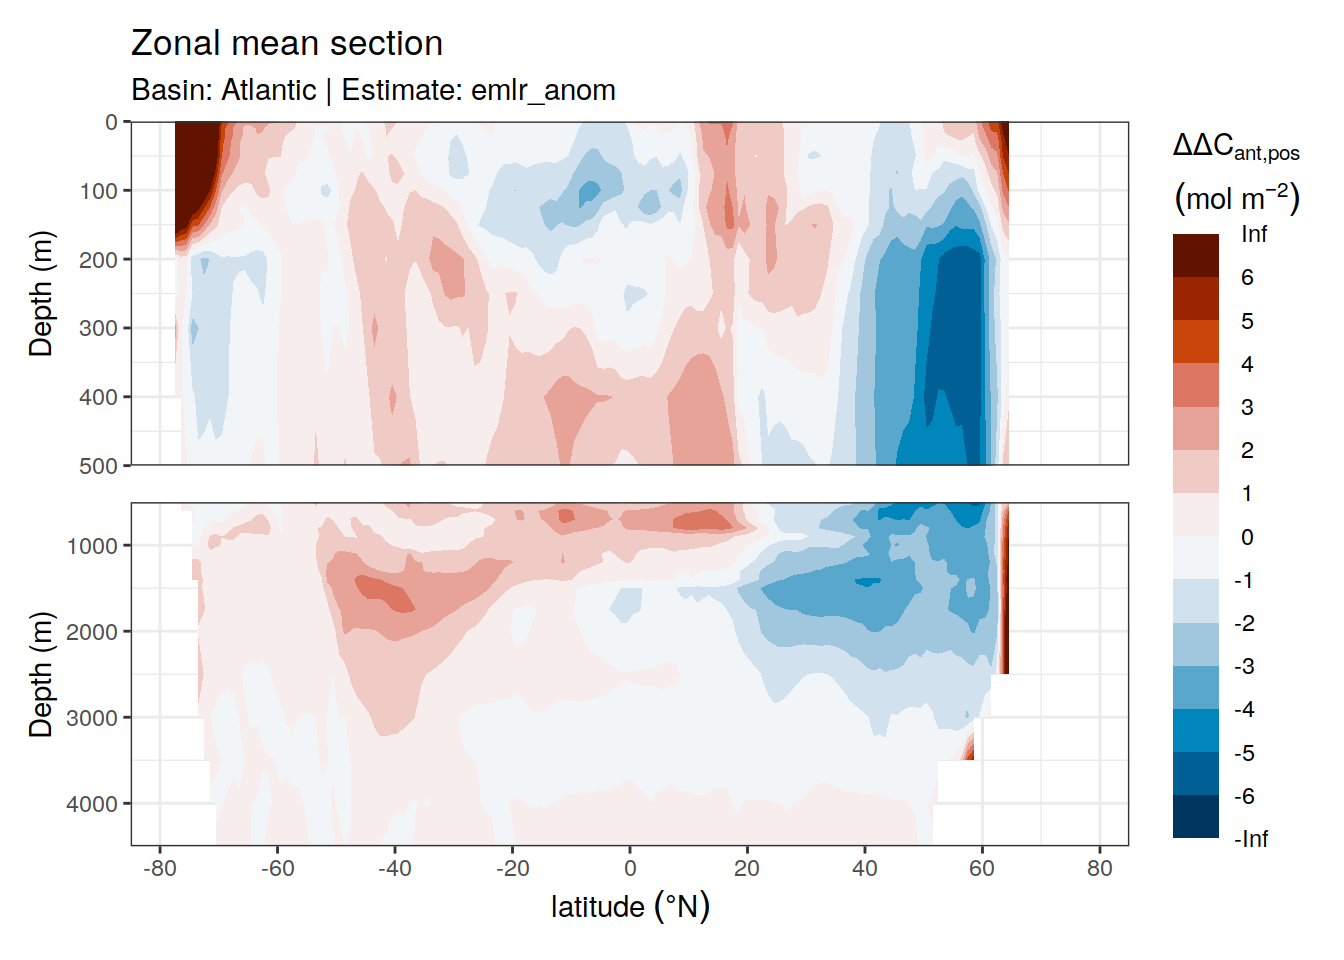 Zonal mean section
Basin: Atlantic | Estimate: emlr_anom
0
100
200
300
400
500
Depth (m)
1000
2000
3000
4000
Depth (m)
-80 -60 -40 -20 0 20 40 60 80
latitude (°N)
ΔΔCant,pos
(mol m−2)
Inf
6
5
4
3
2
1
0
-1
-2
-3
-4
-5
-6
-Inf